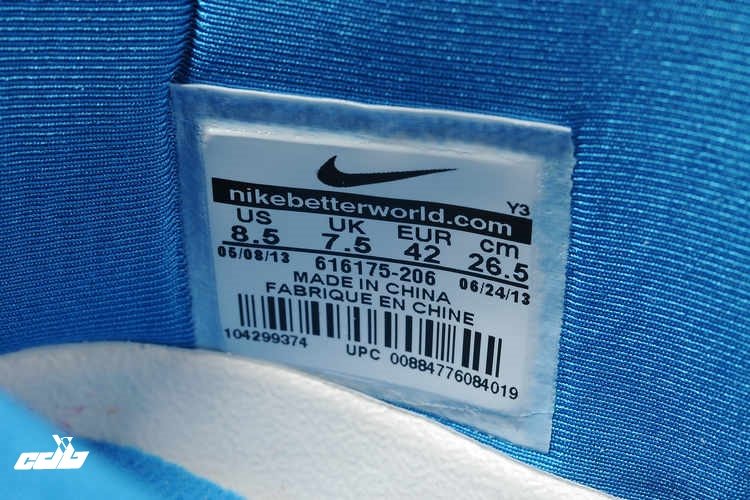 Y3
nikebetterworld.com
US UK EUR cm
8.5 7.5 42 26.5
05/08/13 616175-206 06/24/13
MADE IN CHINA
FABRIQUE EN CHINE
104299374 UPC 00884776084019
cdb